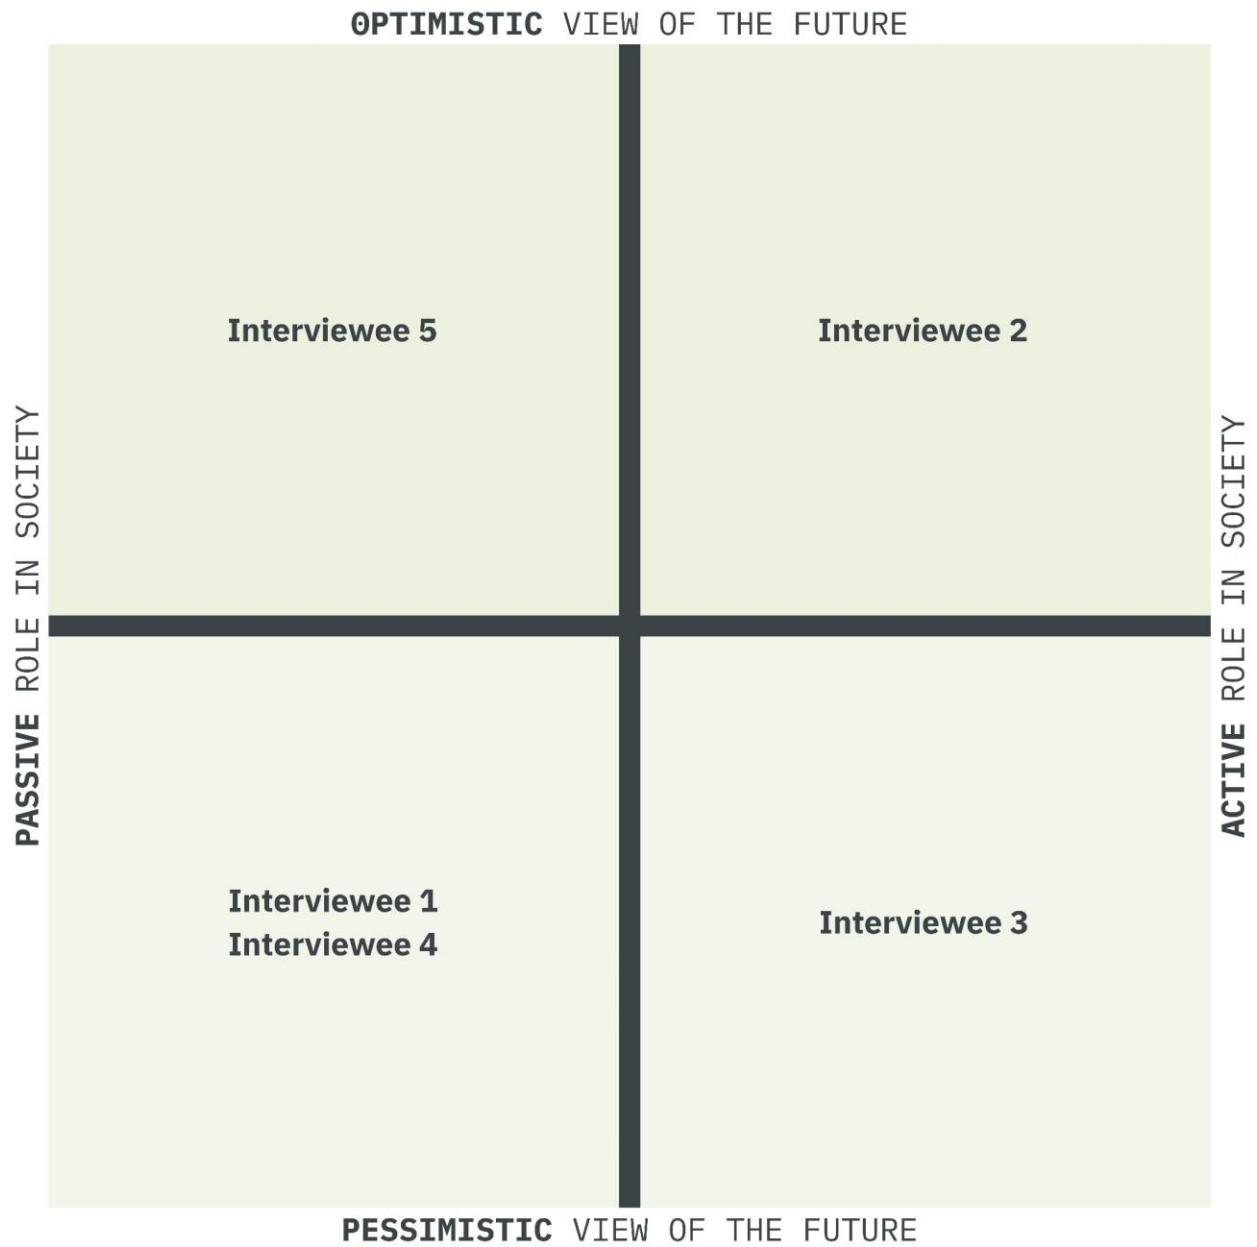 0PTIMISTIC VIEW OF THE FUTURE
Interviewee 5
Interviewee 2
PASSIVE ROLE IN SOCIETY
ACTIVE ROLE IN SOCIETY
Interviewee 1
Interviewee 4
Interviewee 3
PESSIMISTIC VIEW OF THE FUTURE